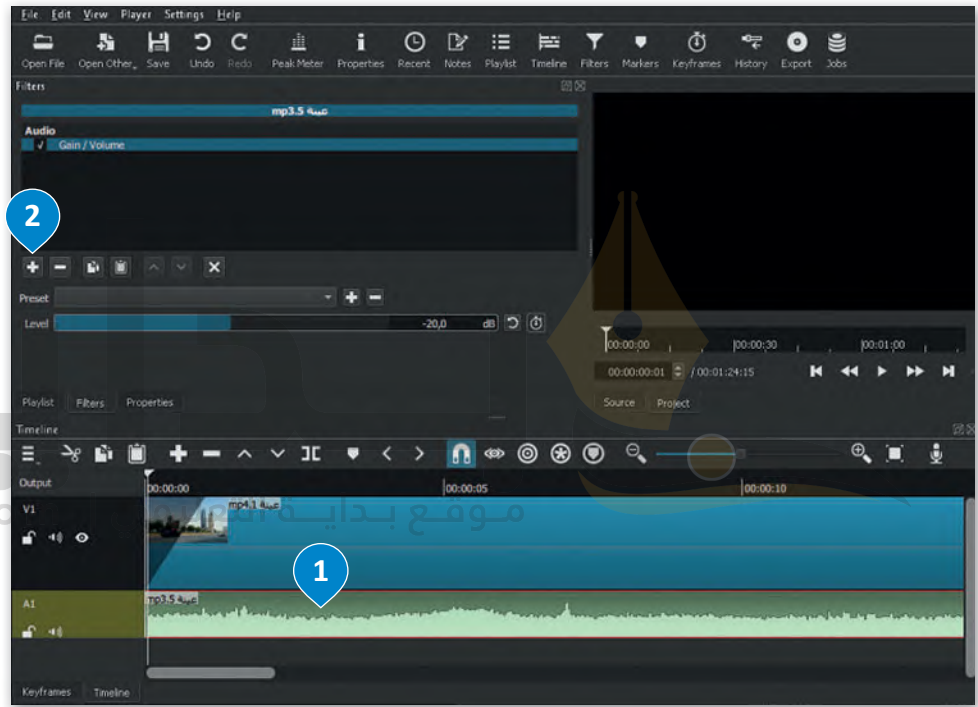 File Edit View Player Settings Help
Open File Open Other... Save Undo Redo Peak Meter Properties Recent Notes Playlist Timeline Filters Markers Keyframes History Export Jobs
Filters
عينة 5.mp3
Audio
Gain / Volume
2
Preset
Level -20,0 dB
00:00:00 00:00:30 00:01:00
00:00:00:01 / 00:01:24:15
Playlist Filters Properties
Source Project
Timeline
Output
00:00:00 00:00:05 00:00:10
V1
عينة 1.mp4
موقع بداية
1
A1
عينة 5.mp3
Keyframes Timeline